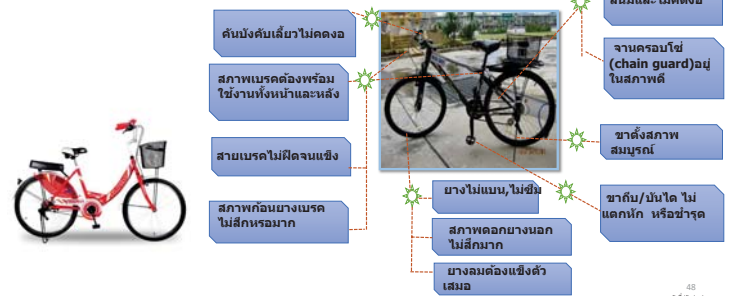 คันบังคับเลี้ยวไม่คดงอ
สภาพเบรคต้องพร้อม
ใช้งานทั้งหน้าและหลัง
สายเบรคไม่ฝืดจนแข็ง
สภาพก้อนยางเบรค
ไม่สึกหรอมาก
จานครอบโซ่
(chain guard)อยู่
ในสภาพดี
ขาตั้งสภาพ
สมบูรณ์
ขาถีบ/บันได ไม่
แตกหัก หรือชำรุด
ยางไม่แบน,ไม่ซึม
สภาพดอกยางนอก
ไม่สึกมาก
ยางลมต้องแข็งตัว
เสมอ
48